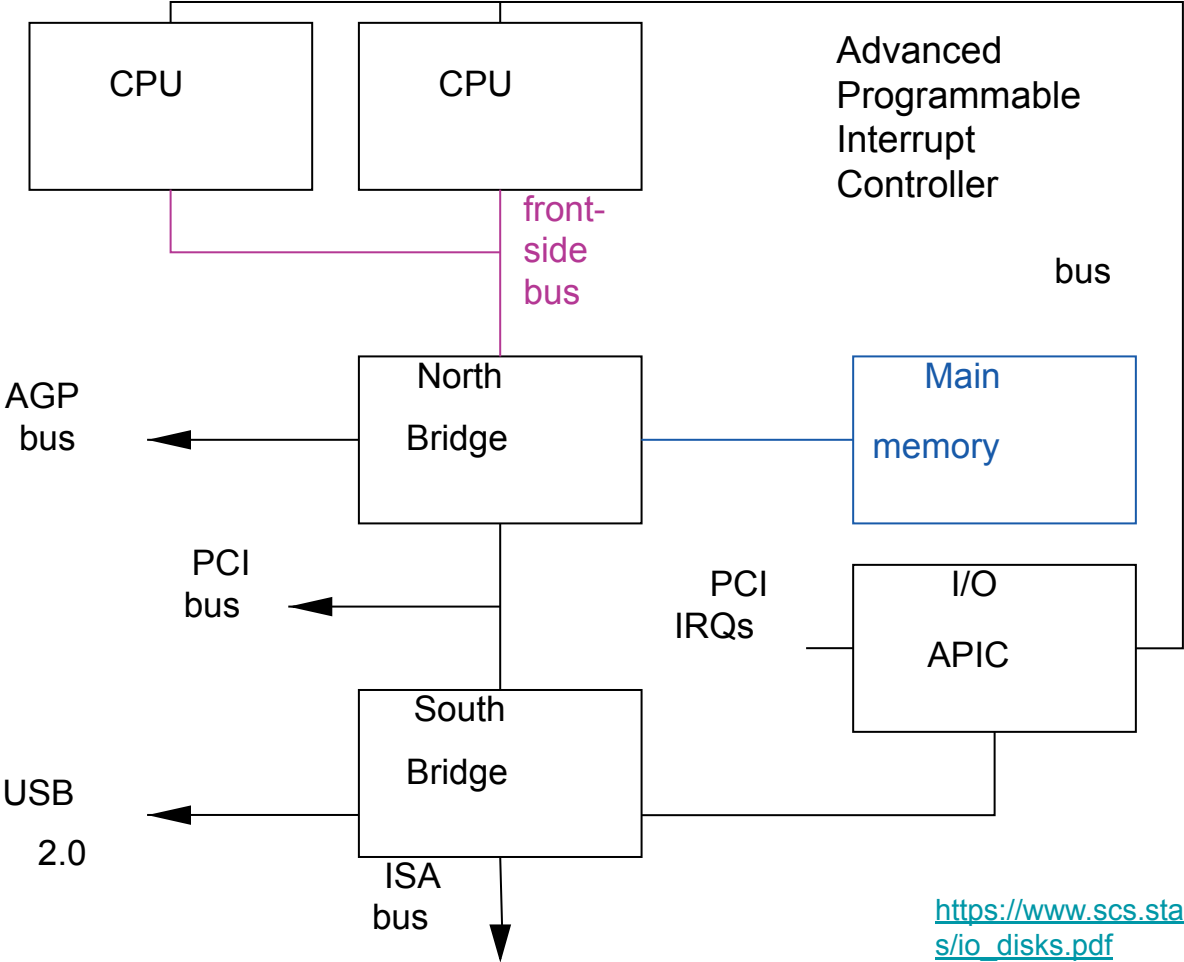 CPU
CPU
Advanced
Programmable
Interrupt
Controller
bus
front-
side
bus
AGP
bus
North
Bridge
Main
memory
PCI
bus
PCI
IRQs
I/O
APIC
South
Bridge
USB
2.0
ISA
bus
https://www.scs.sta
s/io_disks.pdf